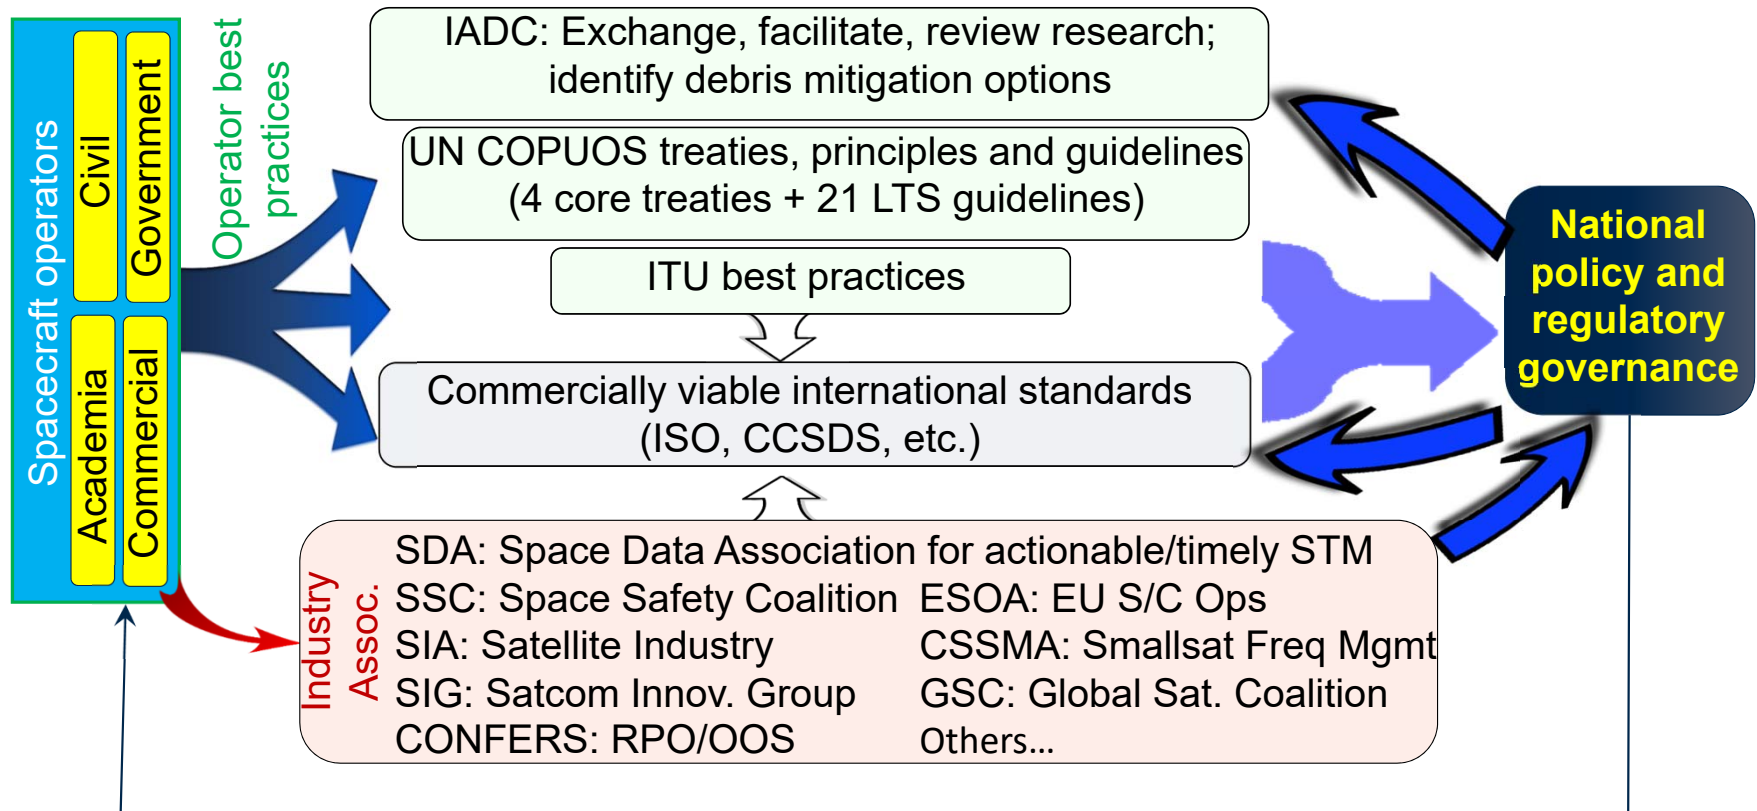 Spacecraft operators
Civil
Government
Academia
Commercial
Operator best
practices
IADC: Exchange, facilitate, review research;
identify debris mitigation options
UN COPUOS treaties, principles and guidelines
(4 core treaties + 21 LTS guidelines)
ITU best practices
Commercially viable international standards
(ISO, CCSDS, etc.)
National
policy and
regulatory
governance
Industry
Assoc.
SDA: Space Data Association for actionable/timely STM
SSC: Space Safety Coalition ESOA: EU S/C Ops
SIA: Satellite Industry CSSMA: Smallsat Freq Mgmt
SIG: Satcom Innov. Group GSC: Global Sat. Coalition
CONFERS: RPO/OOS Others...